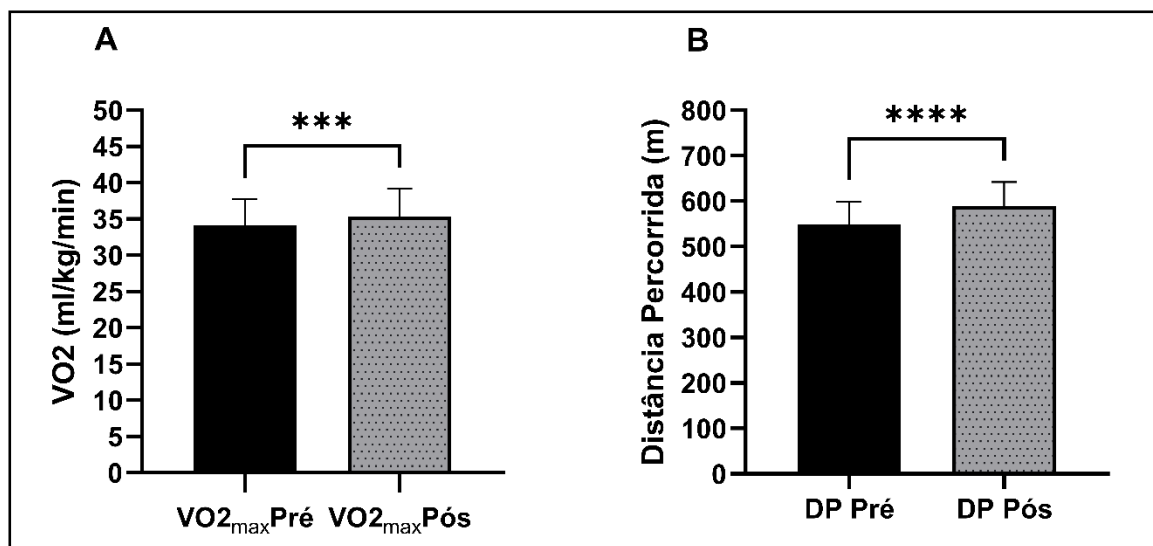 A
VO2 (ml/kg/min)
50
45
40
35
30
25
20
15
10
5
0
***
VO2maxPré
VO2maxPós
B
Distância Percorrida (m)
800
700
600
500
400
300
200
100
0
****
DP Pré
DP Pós